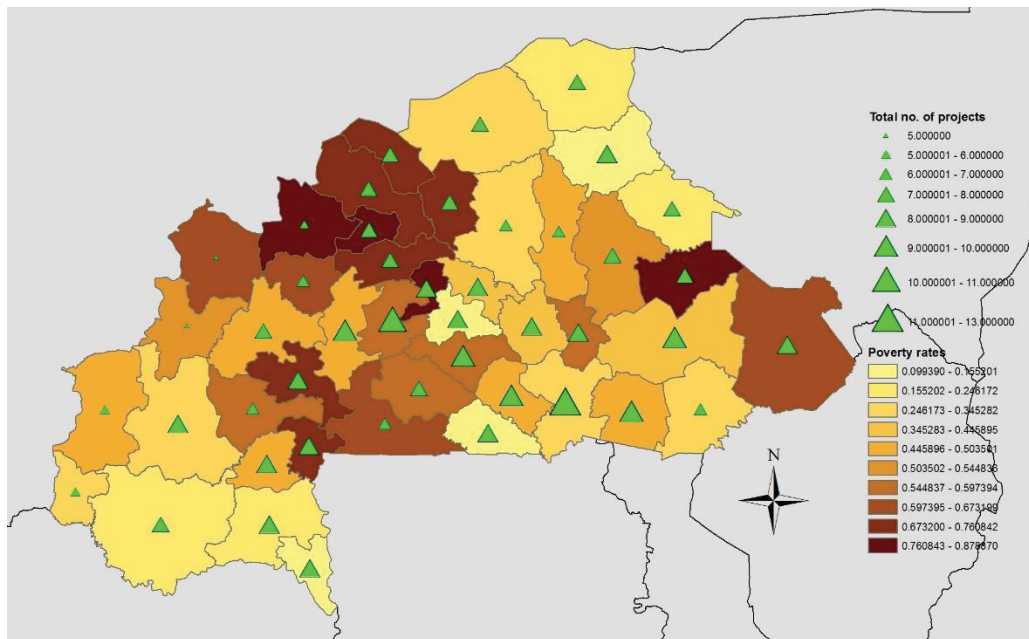 Total no. of projects
5.000000
5.000001 - 6.000000
6.000001 - 7.000000
7.000001 - 8.000000
8.000001 - 9.000000
9.000001 - 10.000000
10.000001 - 11.000000
11.000001 - 13.000000
Poverty rates
0.099390 - 0.155201
0.155202 - 0.246172
0.246173 - 0.345282
0.345283 - 0.445895
0.445896 - 0.503501
0.503502 - 0.544836
0.544837 - 0.597394
0.597395 - 0.673199
0.673200 - 0.760842
0.760843 - 0.878870
N